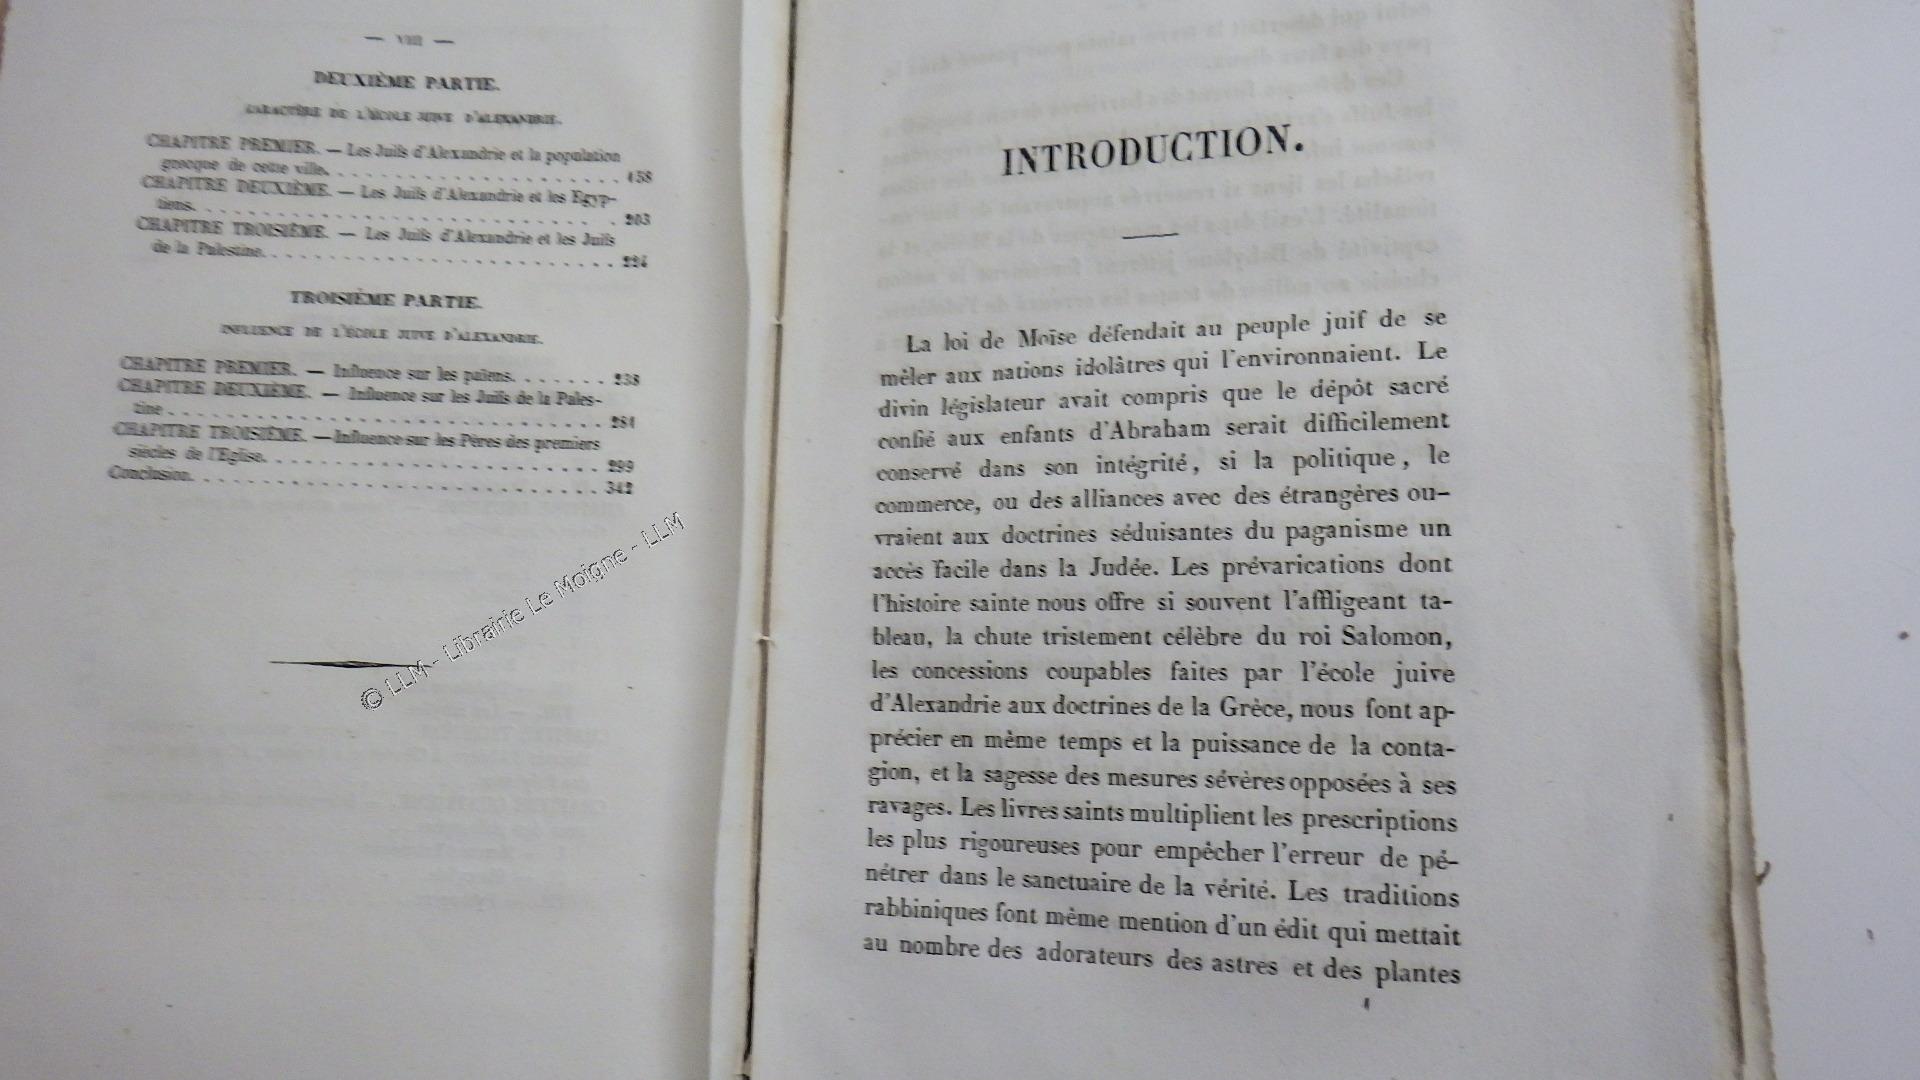 — VIII —
DEUXIÈME PARTIE.
CARACTÈRE DE L'ÉCOLE JUIVE D'ALEXANDRIE.
CHAPITRE PREMIER. — Les Juifs d'Alexandrie et la population
grecque de cette ville. . . . . . . . . . . . . . . . . . . . 158
CHAPITRE DEUXIÈME. — Les Juifs d'Alexandrie et les Egyp-
tiens. . . . . . . . . . . . . . . . . . . . . . . . . . . . 203
CHAPITRE TROISIÈME. — Les Juifs d'Alexandrie et les Juifs
de la Palestine. . . . . . . . . . . . . . . . . . . . . . . 224
TROISIÈME PARTIE.
INFLUENCE DE L'ÉCOLE JUIVE D'ALEXANDRIE.
CHAPITRE PREMIER. — Influence sur les païens. . . . . . . 238
CHAPITRE DEUXIÈME. — Influence sur les Juifs de la Pales-
tine . . . . . . . . . . . . . . . . . . . . . . . . . . . . 281
CHAPITRE TROISIÈME. — Influence sur les Pères des premiers
siècles de l'Eglise. . . . . . . . . . . . . . . . . . . . . 299
Conclusion. . . . . . . . . . . . . . . . . . . . . . . . . . 342
© LLM - Librairie Le Moigne - LLM
INTRODUCTION.
La loi de Moïse défendait au peuple juif de se
mêler aux nations idolâtres qui l'environnaient. Le
divin législateur avait compris que le dépôt sacré
confié aux enfants d'Abraham serait difficilement
conservé dans son intégrité, si la politique, le
commerce, ou des alliances avec des étrangères ou-
vraient aux doctrines séduisantes du paganisme un
accès facile dans la Judée. Les prévarications dont
l'histoire sainte nous offre si souvent l'affligeant ta-
bleau, la chute tristement célèbre du roi Salomon,
les concessions coupables faites par l'école juive
d'Alexandrie aux doctrines de la Grèce, nous font ap-
précier en même temps et la puissance de la conta-
gion, et la sagesse des mesures sévères opposées à ses
ravages. Les livres saints multiplient les prescriptions
les plus rigoureuses pour empêcher l'erreur de pé-
nétrer dans le sanctuaire de la vérité. Les traditions
rabbiniques font même mention d'un édit qui mettait
au nombre des adorateurs des astres et des plantes
1